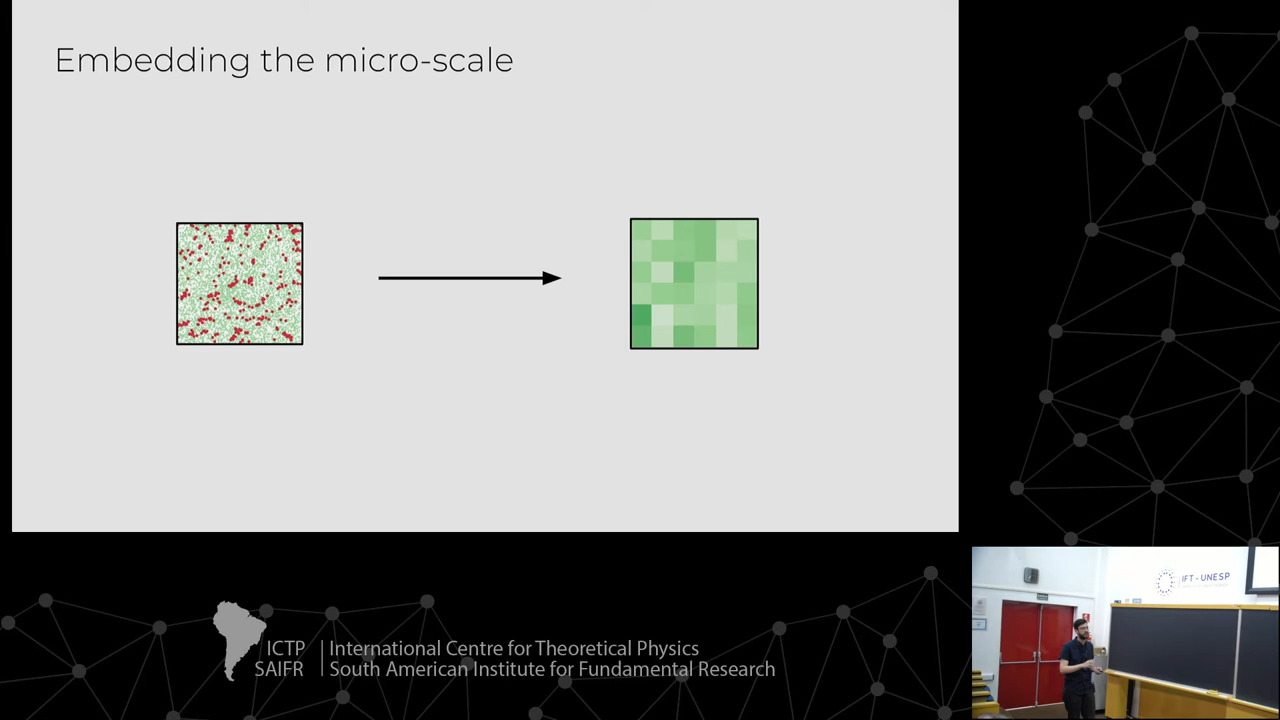 Embedding the micro-scale
IFT - UNESP
ICTP
SAIFR
International Centre for Theoretical Physics
South American Institute for Fundamental Research